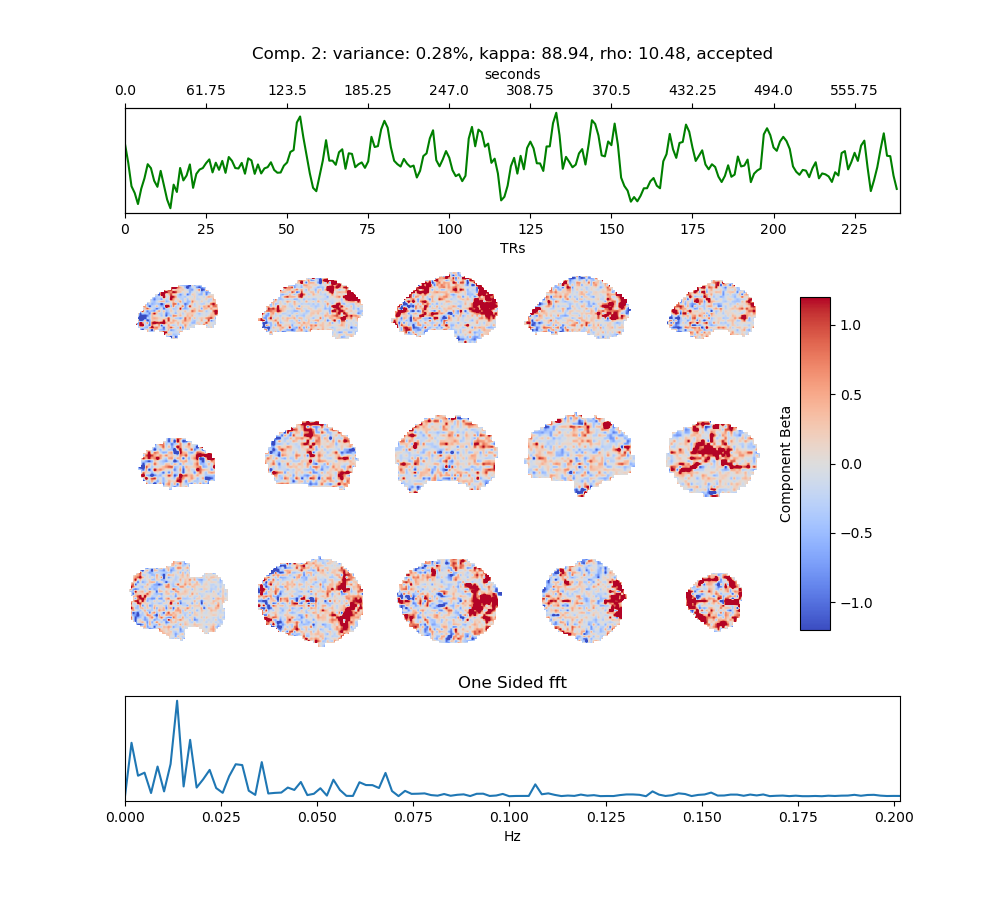 Comp. 2: variance: 0.28%, kappa: 88.94, rho: 10.48, accepted
seconds
0.0 61.75 123.5 185.25 247.0 308.75 370.5 432.25 494.0 555.75
0 25 50 75 100 125 150 175 200 225
TRs
1.0
0.5
0.0
−0.5
−1.0
Component Beta
One Sided fft
0.000 0.025 0.050 0.075 0.100 0.125 0.150 0.175 0.200
Hz